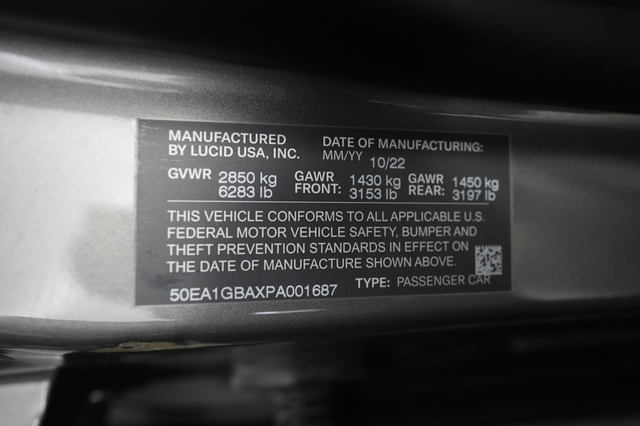 MANUFACTURED
BY LUCID USA, INC.
DATE OF MANUFACTURING:
MM/YY 10/22
GVWR 2850 kg
6283 lb
GAWR 1430 kg
FRONT: 3153 lb
GAWR 1450 kg
REAR: 3197 lb
THIS VEHICLE CONFORMS TO ALL APPLICABLE U.S.
FEDERAL MOTOR VEHICLE SAFETY, BUMPER AND
THEFT PREVENTION STANDARDS IN EFFECT ON
THE DATE OF MANUFACTURE SHOWN ABOVE.
50EA1GBAXPA001687 TYPE: PASSENGER CAR